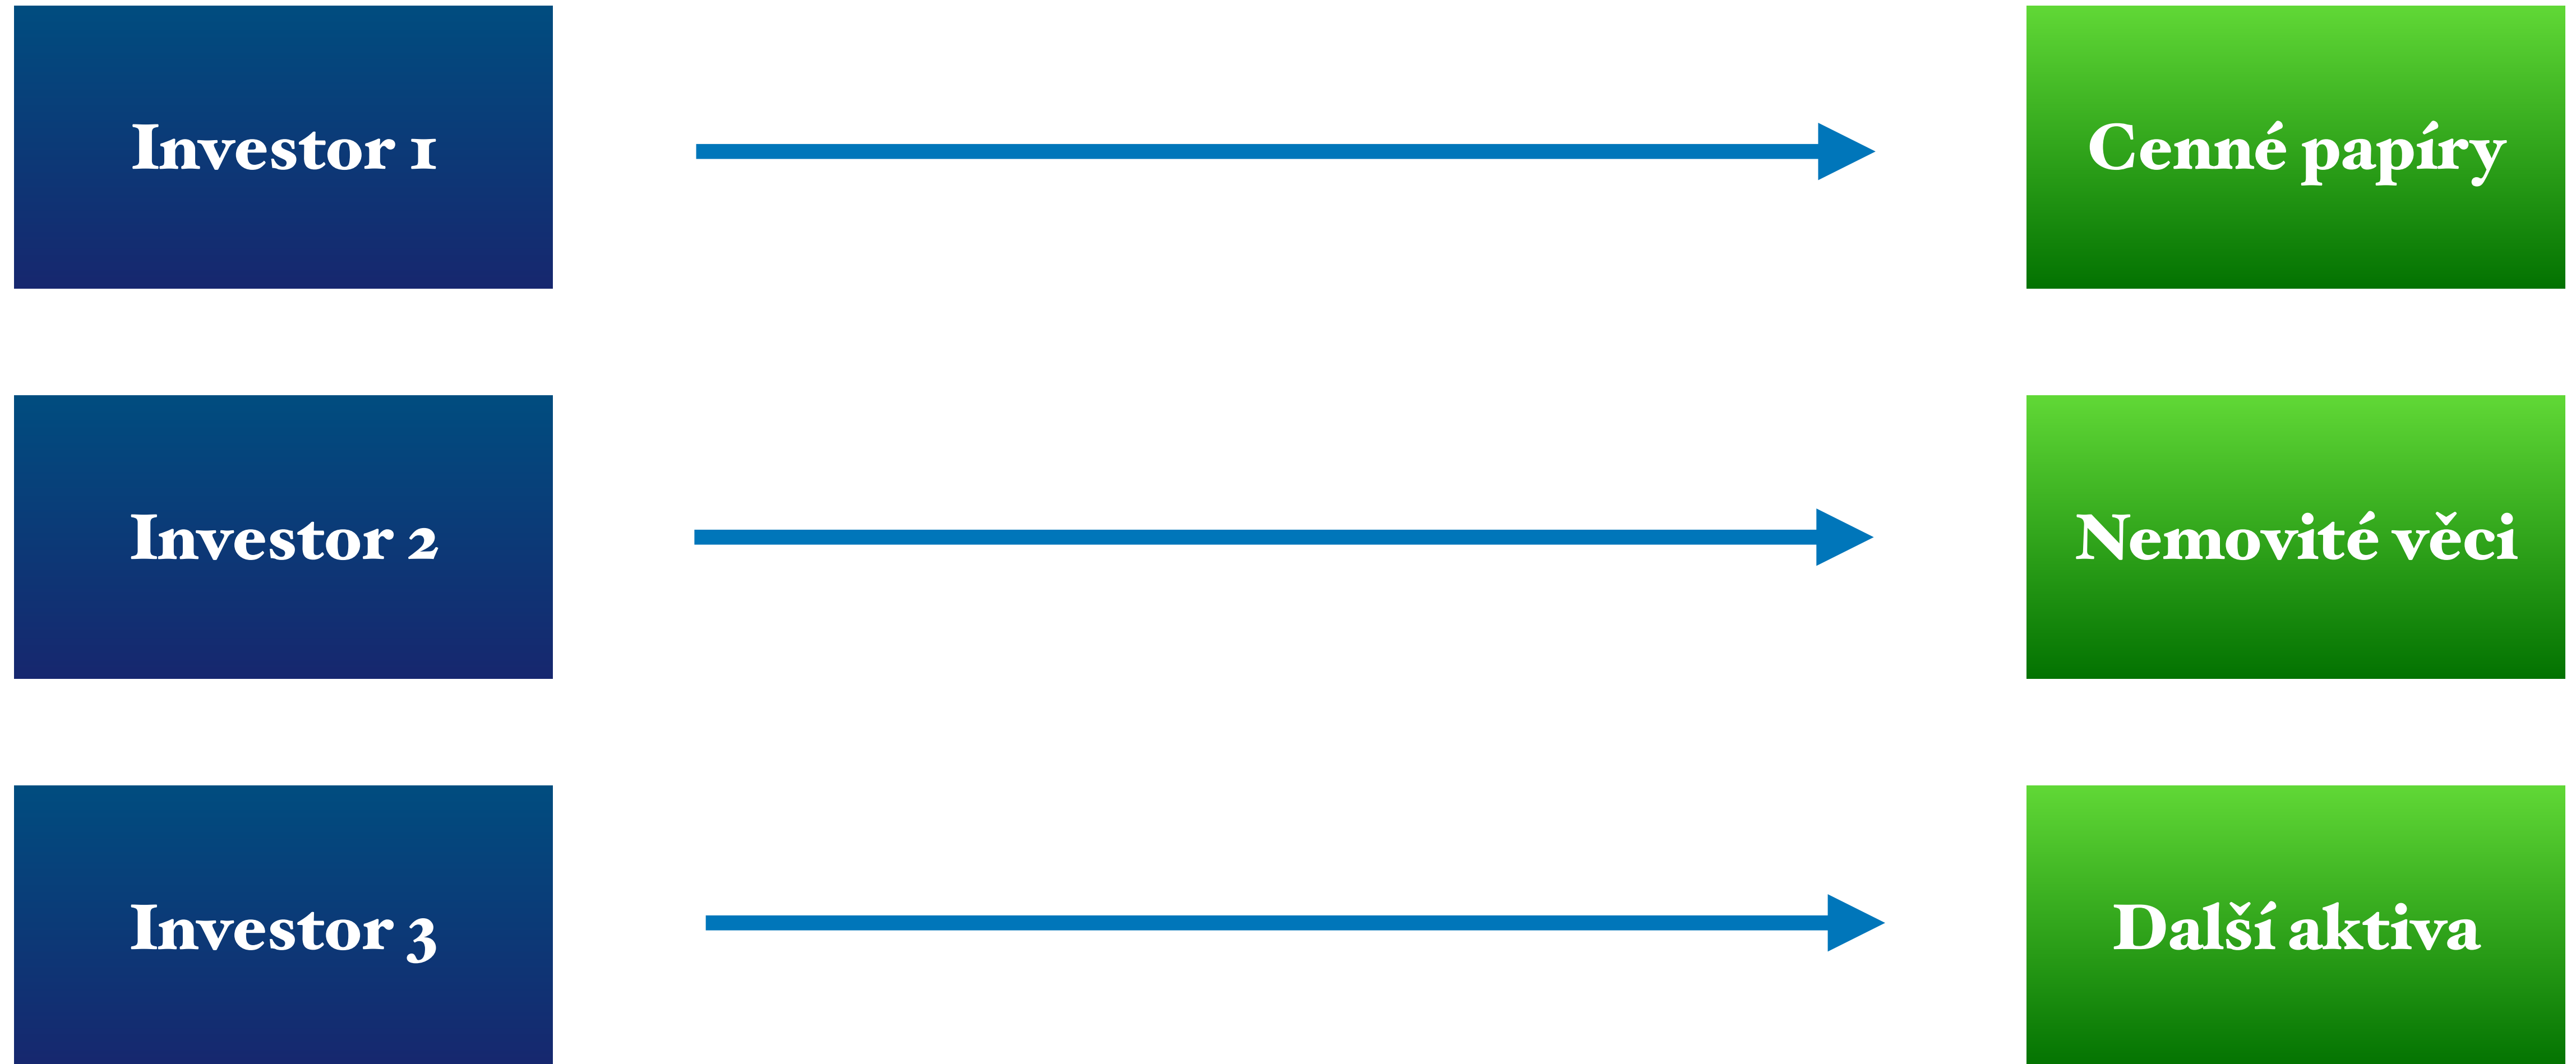 Investor 1
Cenné papíry
Investor 2
Nemovité věci
Investor 3
Další aktiva